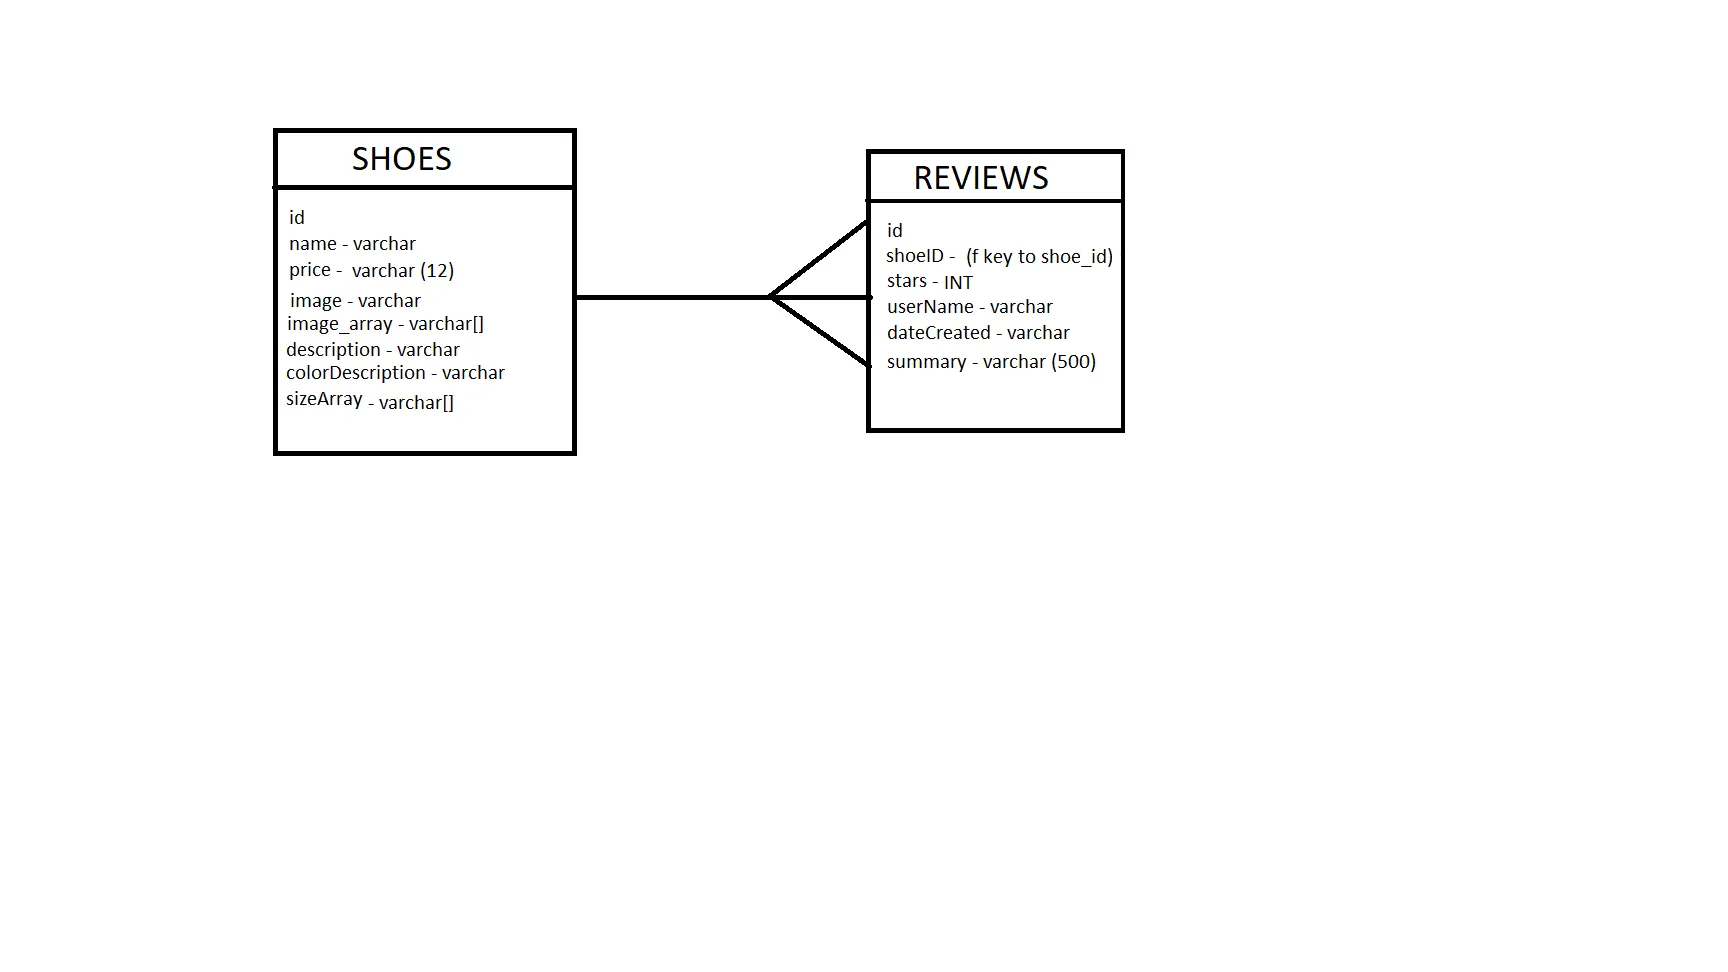 SHOES
id
name - varchar
price - varchar (12)
image - varchar
image_array - varchar[]
description - varchar
colorDescription - varchar
sizeArray - varchar[]
REVIEWS
id
shoeID - (f key to shoe_id)
stars - INT
userName - varchar
dateCreated - varchar
summary - varchar (500)